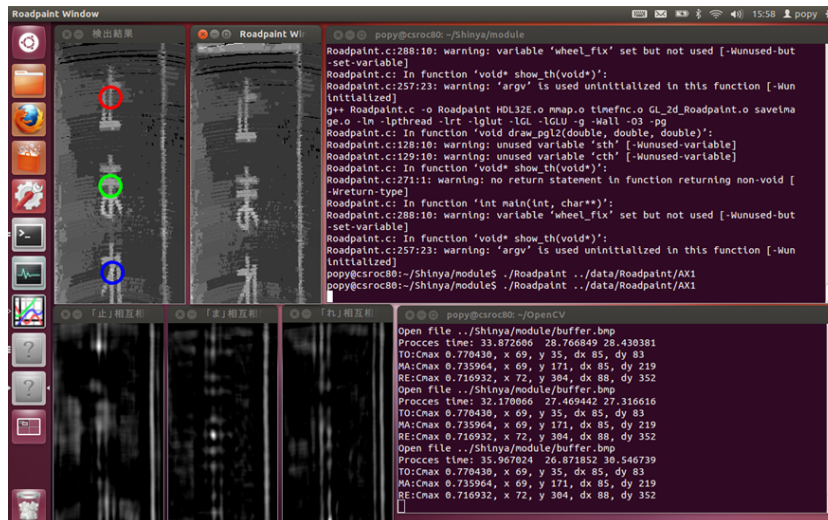 Roadpaint Window
15:58
popy
検出結果
Roadpaint Wir
popy@csroc80: ~/Shinya/module
Roadpaint.c:288:10: warning: variable ‘wheel_fix’ set but not used [-Wunused-but
-set-variable]
Roadpaint.c: In function ‘void* show_th(void*)’:
Roadpaint.c:257:23: warning: ‘argv’ is used uninitialized in this function [-Wun
initialized]
g++ Roadpaint.c -o Roadpaint HDL32E.o mmap.o timefnc.o GL_2d_Roadpaint.o saveima
ge.o -lm -lpthread -lrt -lglut -lGL -lGLU -g -Wall -O3 -pg
Roadpaint.c: In function ‘void draw_pgl2(double, double, double)’:
Roadpaint.c:128:10: warning: unused variable ‘sth’ [-Wunused-variable]
Roadpaint.c:129:10: warning: unused variable ‘cth’ [-Wunused-variable]
Roadpaint.c: In function ‘void* show_th(void*)’:
Roadpaint.c:271:1: warning: no return statement in function returning non-void [
-Wreturn-type]
Roadpaint.c: In function ‘int main(int, char**)’:
Roadpaint.c:288:10: warning: variable ‘wheel_fix’ set but not used [-Wunused-but
-set-variable]
Roadpaint.c: In function ‘void* show_th(void*)’:
Roadpaint.c:257:23: warning: ‘argv’ is used uninitialized in this function [-Wun
initialized]
popy@csroc80:~/Shinya/module$ ./Roadpaint ../data/Roadpaint/AX1
popy@csroc80:~/Shinya/module$ ./Roadpaint ../data/Roadpaint/AX1
「止」相互相
「ま」相互相
「れ」相互相
popy@csroc80: ~/OpenCV
Open file ../Shinya/module/buffer.bmp
Procces time: 33.872606 28.766849 28.430381
TO:Cmax 0.770430, x 69, y 35, dx 85, dy 83
MA:Cmax 0.735964, x 69, y 171, dx 85, dy 219
RE:Cmax 0.716932, x 72, y 304, dx 88, dy 352
Open file ../Shinya/module/buffer.bmp
Procces time: 32.170066 27.469442 27.316616
TO:Cmax 0.770430, x 69, y 35, dx 85, dy 83
MA:Cmax 0.735964, x 69, y 171, dx 85, dy 219
RE:Cmax 0.716932, x 72, y 304, dx 88, dy 352
Open file ../Shinya/module/buffer.bmp
Procces time: 35.967024 26.871852 30.546739
TO:Cmax 0.770430, x 69, y 35, dx 85, dy 83
MA:Cmax 0.735964, x 69, y 171, dx 85, dy 219
RE:Cmax 0.716932, x 72, y 304, dx 88, dy 352